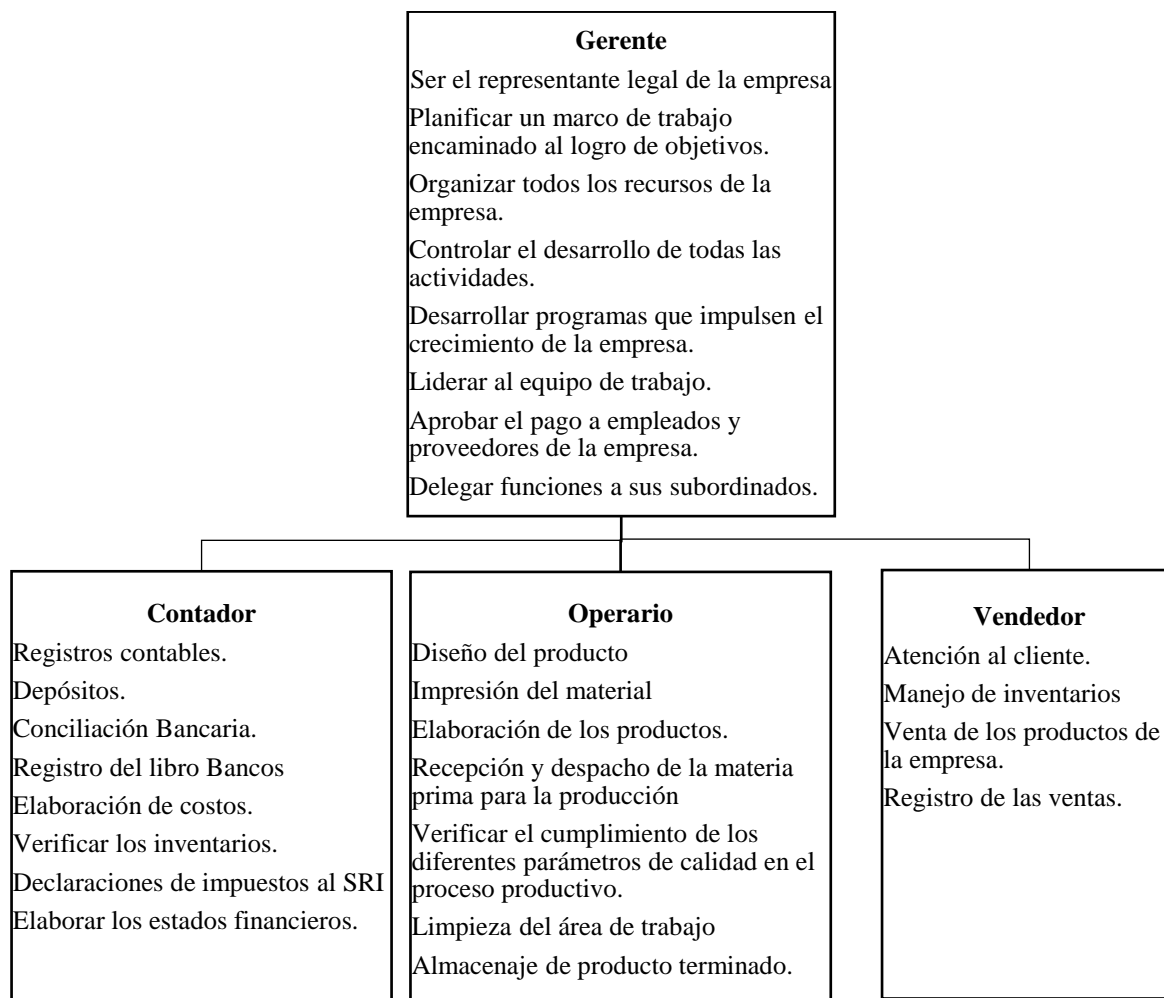 Gerente
Ser el representante legal de la empresa
Planificar un marco de trabajo
encaminado al logro de objetivos.
Organizar todos los recursos de la
empresa.
Controlar el desarrollo de todas las
actividades.
Desarrollar programas que impulsen el
crecimiento de la empresa.
Liderar al equipo de trabajo.
Aprobar el pago a empleados y
proveedores de la empresa.
Delegar funciones a sus subordinados.
Contador
Registros contables.
Depósitos.
Conciliación Bancaria.
Registro del libro Bancos
Elaboración de costos.
Verificar los inventarios.
Declaraciones de impuestos al SRI
Elaborar los estados financieros.
Operario
Diseño del producto
Impresión del material
Elaboración de los productos.
Recepción y despacho de la materia
prima para la producción
Verificar el cumplimiento de los
diferentes parámetros de calidad en el
proceso productivo.
Limpieza del área de trabajo
Almacenaje de producto terminado.
Vendedor
Atención al cliente.
Manejo de inventarios
Venta de los productos de
la empresa.
Registro de las ventas.